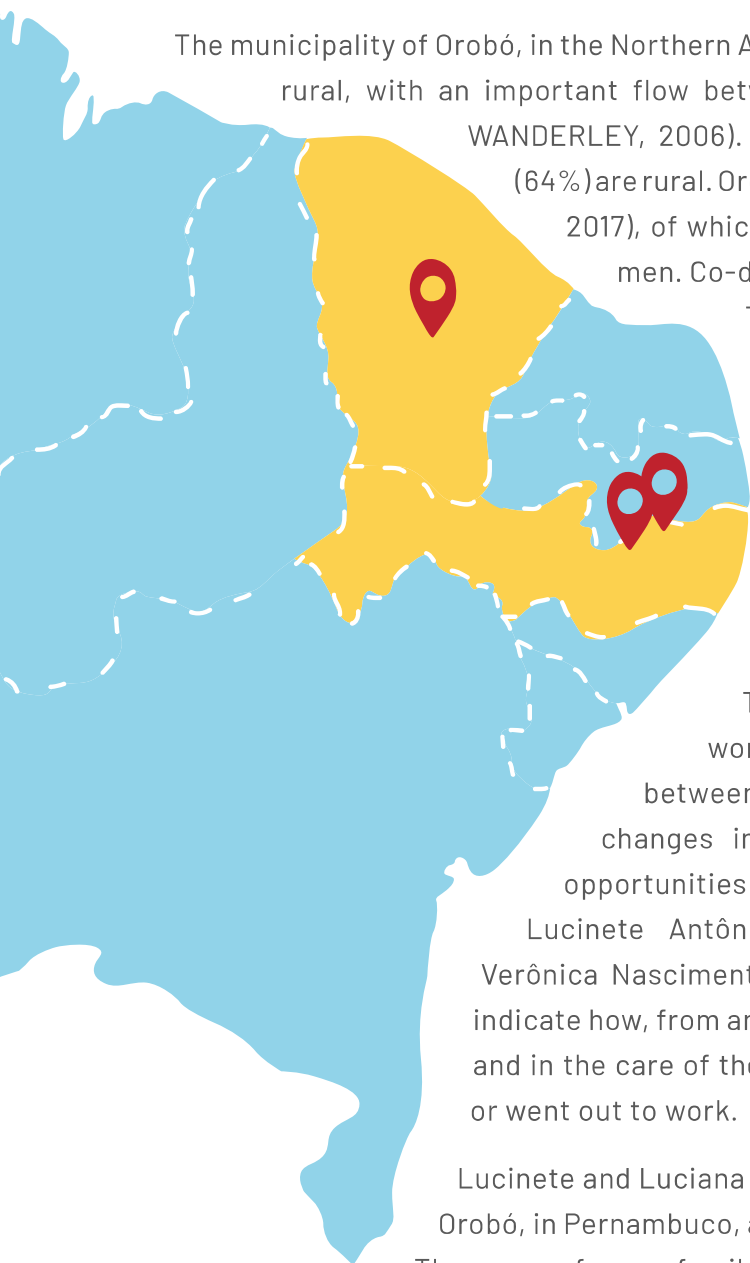 The municipality of Orobó, in the Northern A
rural, with an important flow betw
WANDERLEY, 2006).
(64%) are rural. Or
2017), of whic
men. Co-d
T
wor
between
changes in
opportunities
Lucinete Antôn
Verônica Nasciment
indicate how, from ar
and in the care of the
or went out to work.
Lucinete and Luciana
Orobó, in Pernambuco, a